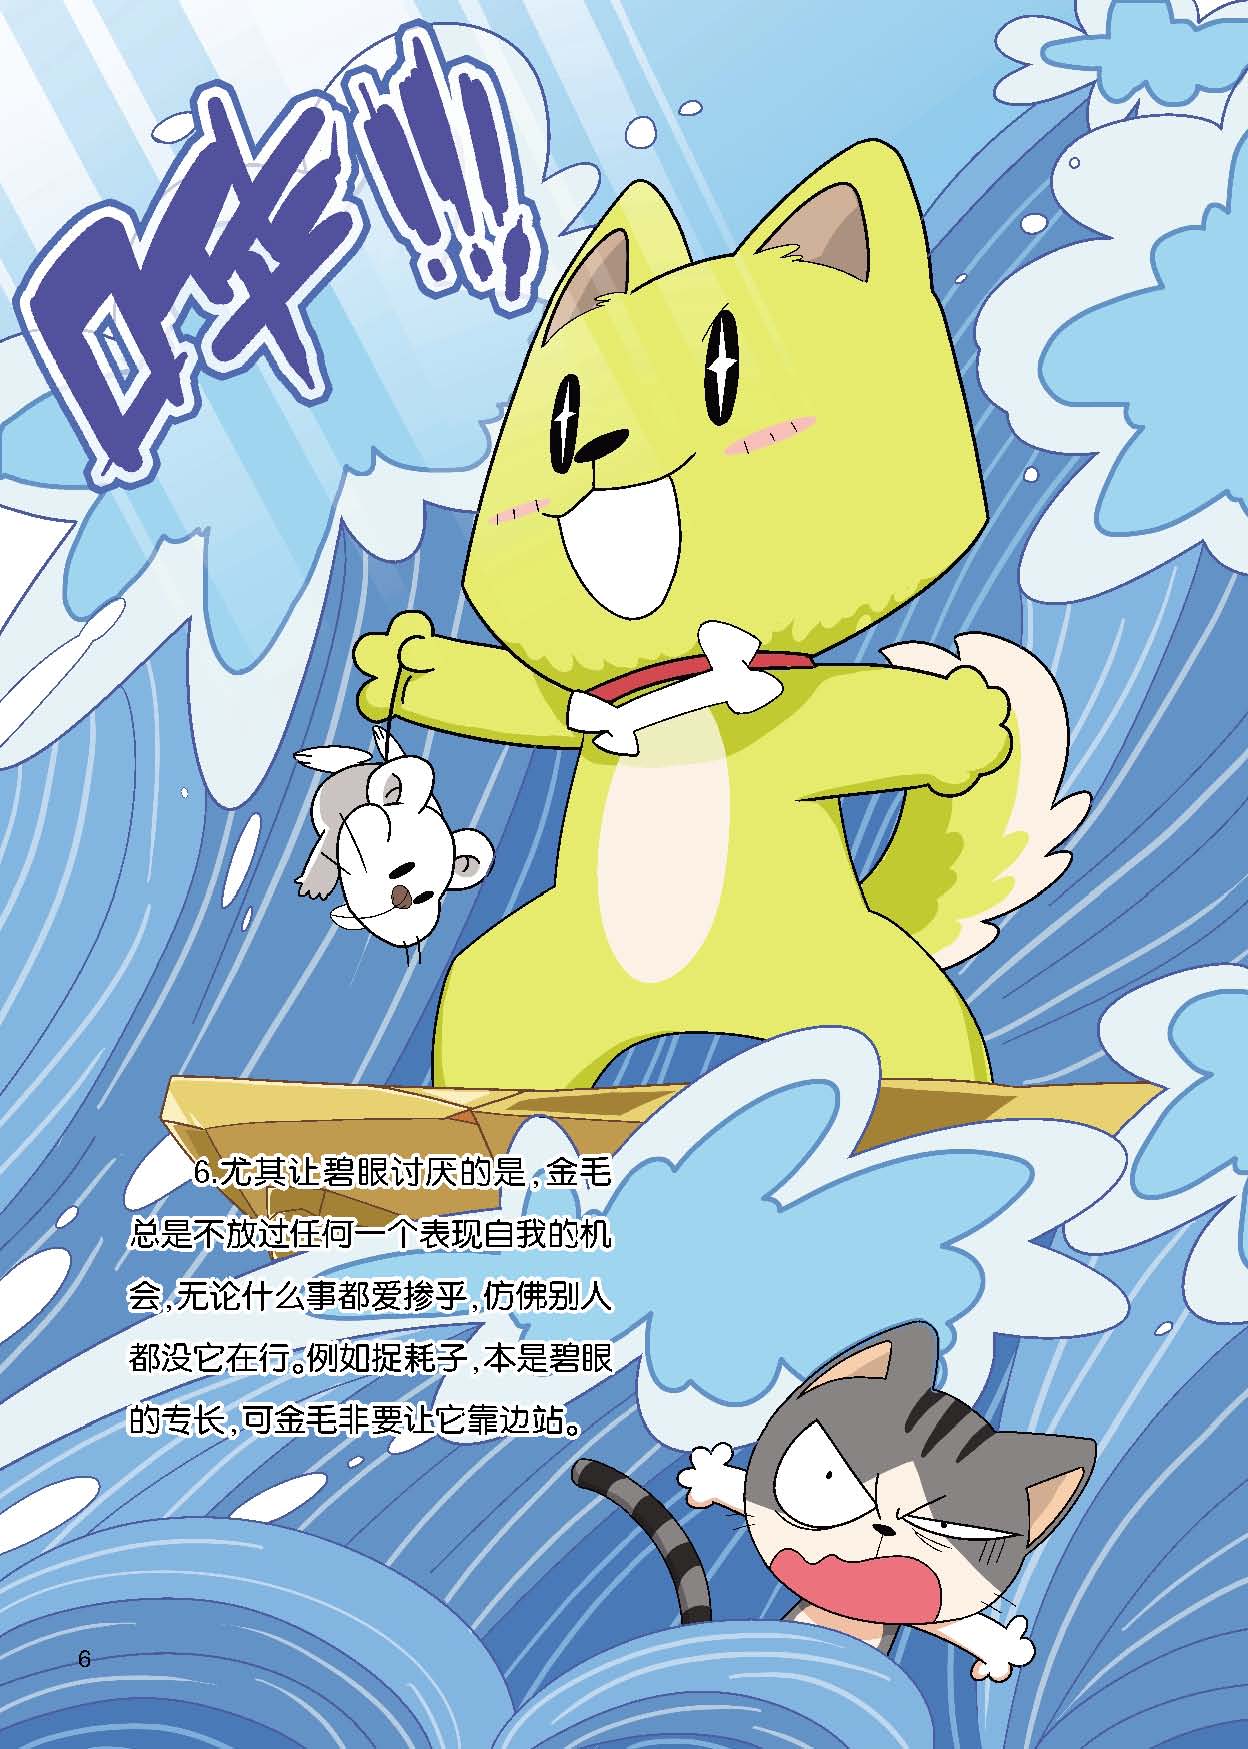 哗!!!
6.尤其让碧眼讨厌的是,金毛
总是不放过任何一个表现自我的机
会,无论什么事都爱掺乎,仿佛别人
都没它在行。例如捉耗子,本是碧眼
的专长,可金毛非要让它靠边站。
6